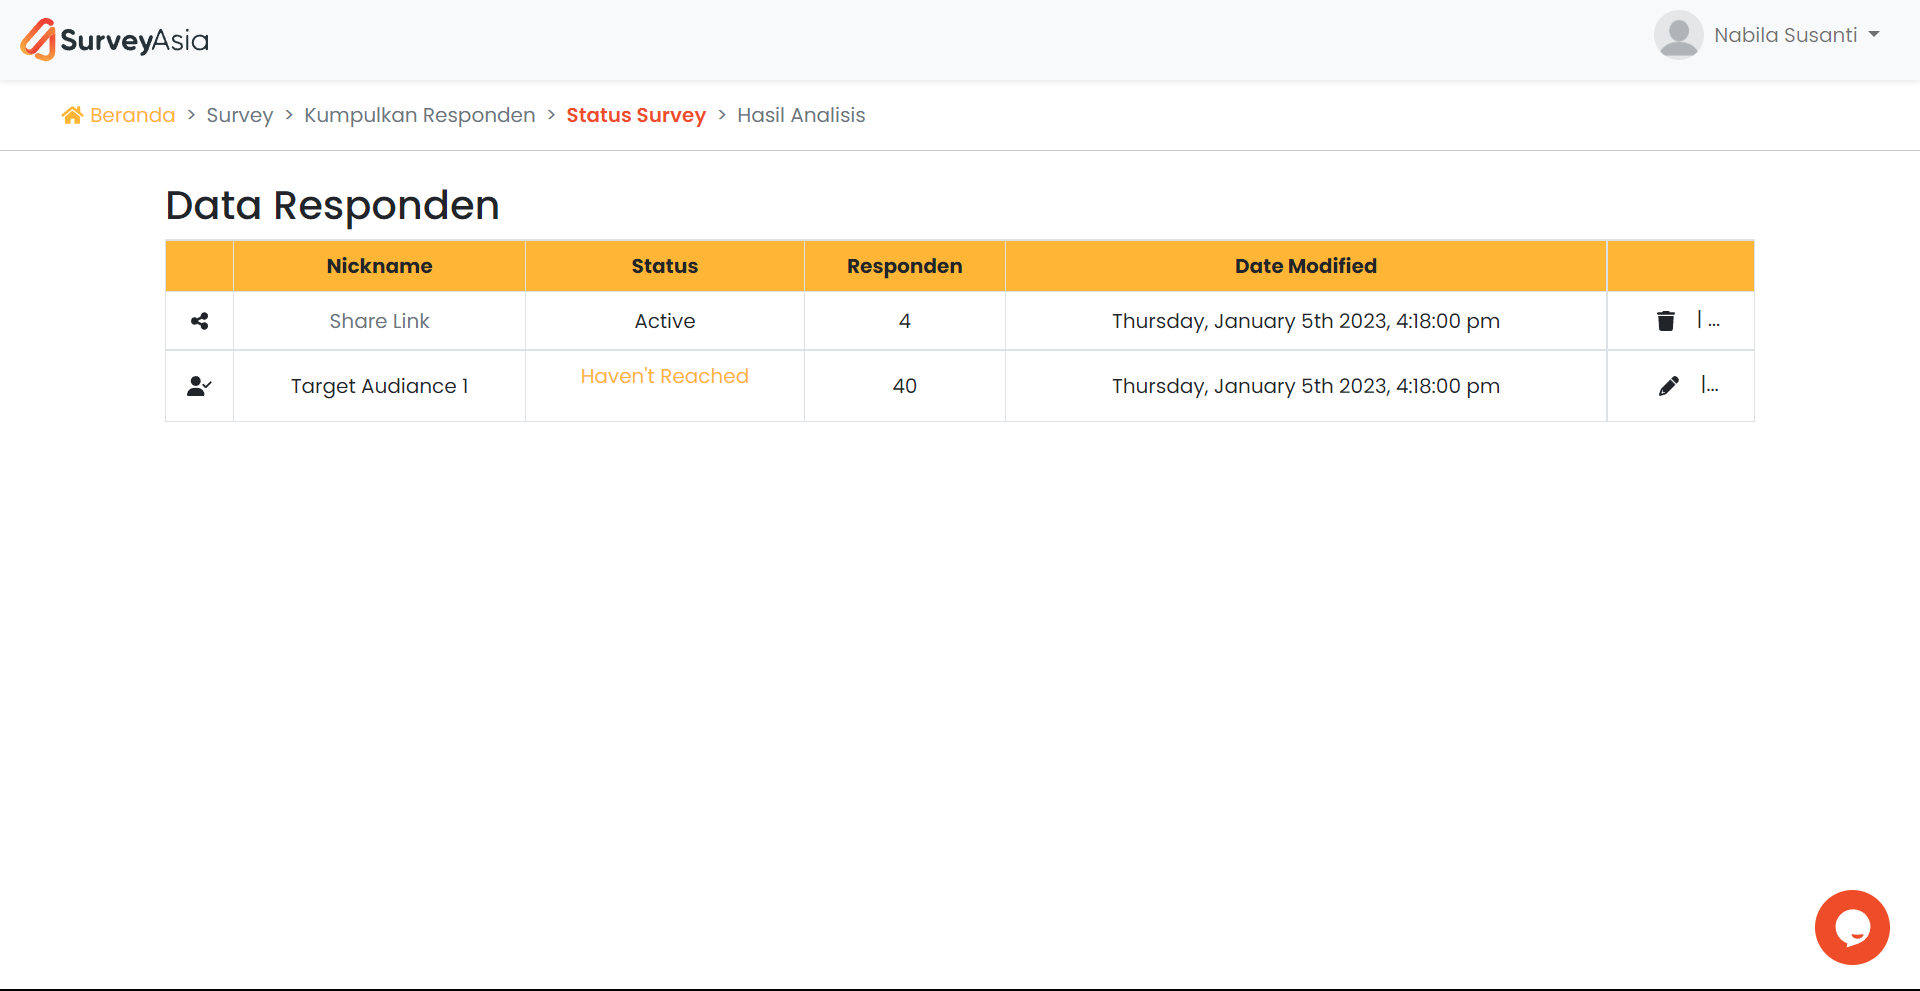 SurveyAsia
Nabila Susanti
Beranda > Survey > Kumpulkan Responden > Status Survey > Hasil Analisis
Data Responden
Nickname Status Responden Date Modified
Share Link Active 4 Thursday, January 5th 2023, 4:18:00 pm | ...
Target Audiance 1 Haven't Reached 40 Thursday, January 5th 2023, 4:18:00 pm |...